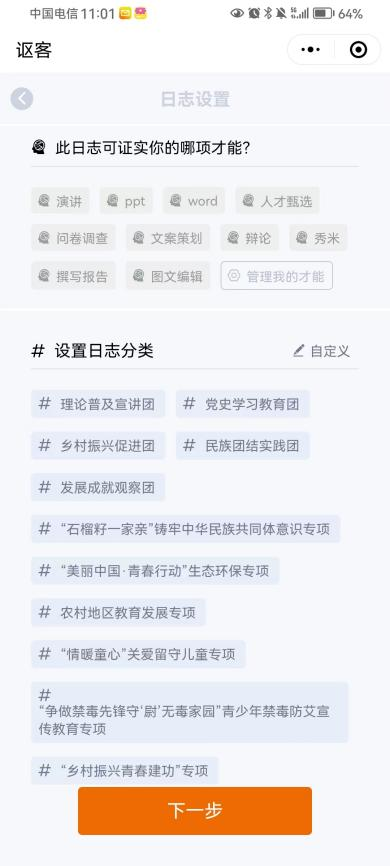 中国电信 11:01 64%
讴客
日志设置
此日志可证实你的哪项才能？
演讲 ppt word 人才甄选
问卷调查 文案策划 辩论 秀米
撰写报告 图文编辑 管理我的才能
# 设置日志分类 自定义
# 理论普及宣讲团 # 党史学习教育团
# 乡村振兴促进团 # 民族团结实践团
# 发展成就观察团
# “石榴籽一家亲”铸牢中华民族共同体意识专项
# “美丽中国·青春行动”生态环保专项
# 农村地区教育发展专项
# “情暖童心”关爱留守儿童专项
#
“争做禁毒先锋守‘尉’无毒家园”青少年禁毒防艾宣
传教育专项
# “乡村振兴青春建功”专项
下一步